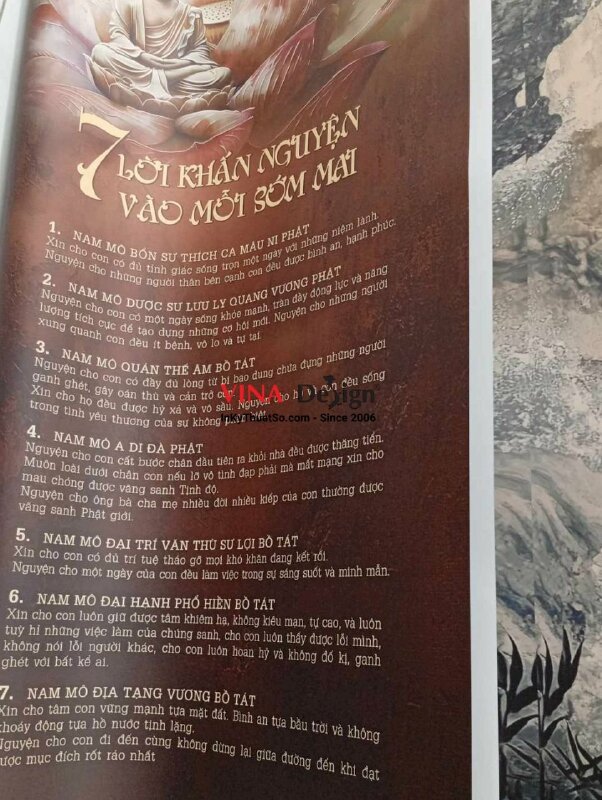 7 LỜI KHẤN NGUYỆN
VÀO MỖI SỚM MAI
1. NAM MÔ BỔN SƯ THÍCH CA MÂU NI PHẬT
Xin cho con có đủ tỉnh giác sống trọn một ngày với những niệm lành.
Nguyện cho những người thân bên cạnh con đều được bình an, hạnh phúc.
2. NAM MÔ DƯỢC SƯ LƯU LY QUANG VƯƠNG PHẬT
Nguyện cho con có một ngày sống khỏe mạnh, tràn đầy động lực và năng
lượng tích cực để tạo dựng những cơ hội mới. Nguyện cho những người
xung quanh con đều ít bệnh, vô lo và tự tại.
3. NAM MÔ QUÁN THẾ ÂM BỒ TÁT
Nguyện cho con có đầy đủ lòng từ bi bao dung chứa đựng những người
ganh ghét, gây oán thù và cản trở con. Nguyện cho họ và con đều sống
Xin cho họ đều được hỷ xả và vô sầu.
trong tình yêu thương của sự không phân biệt.
VINA Design
InKyThuatSo.com - Since 2006
4. NAM MÔ A DI ĐÀ PHẬT
Nguyện cho con cất bước chân đầu tiên ra khỏi nhà đều được thăng tiến.
Muôn loài dưới chân con nếu lỡ vô tình đạp phải mà mất mạng xin cho
mau chóng được vãng sanh Tịnh độ.
Nguyện cho ông bà cha mẹ nhiều đời nhiều kiếp của con thường được
vãng sanh Phật giới.
5. NAM MÔ ĐẠI TRÍ VĂN THÙ SƯ LỢI BỒ TÁT
Xin cho con có đủ trí tuệ tháo gỡ mọi khó khăn đang kết rối.
Nguyện cho một ngày của con đều làm việc trong sự sáng suốt và minh mẫn.
6. NAM MÔ ĐẠI HẠNH PHỔ HIỀN BỒ TÁT
Xin cho con luôn giữ được tâm khiêm hạ, không kiêu mạn, tự cao, và luôn
tuỳ hỉ những việc làm của chúng sanh, cho con luôn thấy được lỗi mình,
không nói lỗi người khác, cho con luôn hoan hỷ và không đố kị, ganh
ghét với bất kể ai.
7. NAM MÔ ĐỊA TẠNG VƯƠNG BỒ TÁT
Xin cho tâm con vững mạnh tựa mặt đất. Bình an tựa bầu trời và không
khoáy động tựa hồ nước tịnh lặng.
Nguyện cho con đi đến cùng không dừng lại giữa đường đến khi đạt
được mục đích rốt ráo nhất